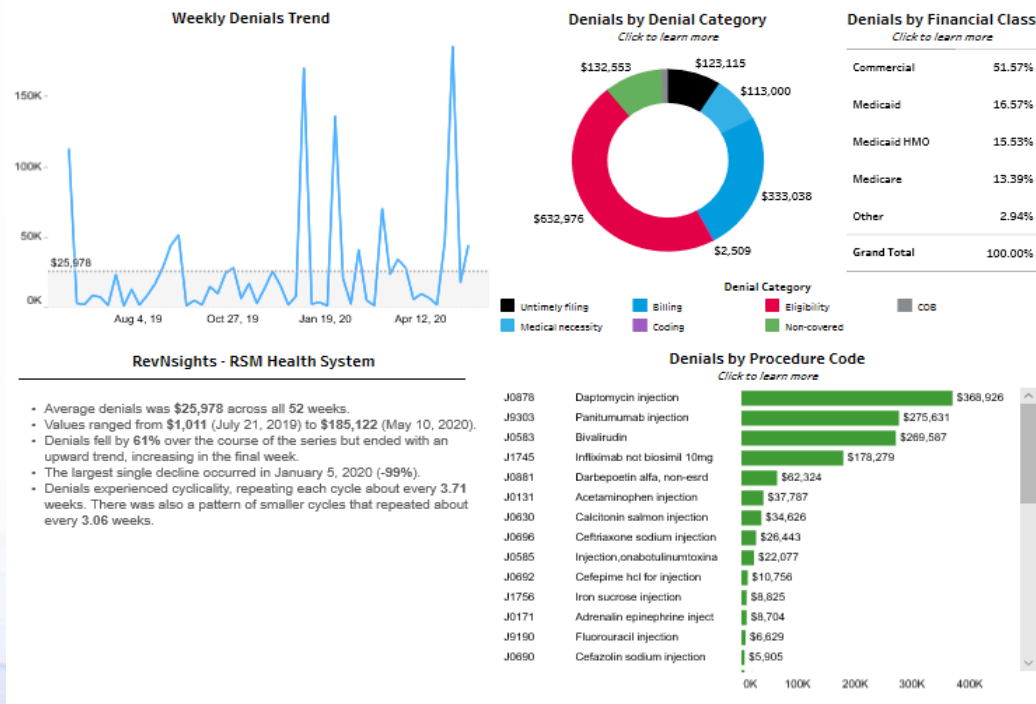 Weekly Denials Trend
150K
100K
50K
0K
$25,978
Aug 4, 19
Oct 27, 19
Jan 19, 20
Apr 12, 20
Denials by Denial Category
Click to learn more
$132,553
$123,115
$113,000
$333,038
$2,509
$632,976
Denial Category
Untimely filing
Billing
Eligibility
COB
Medical necessity
Coding
Non-covered
Denials by Financial Class
Click to learn more
Commercial 51.57%
Medicaid 16.57%
Medicaid HMO 15.53%
Medicare 13.39%
Other 2.94%
Grand Total 100.00%
RevNsights - RSM Health System
• Average denials was $25,978 across all 52 weeks.
• Values ranged from $1,011 (July 21, 2019) to $185,122 (May 10, 2020).
• Denials fell by 61% over the course of the series but ended with an
upward trend, increasing in the final week.
• The largest single decline occurred in January 5, 2020 (-99%).
• Denials experienced cyclicality, repeating each cycle about every 3.71
weeks. There was also a pattern of smaller cycles that repeated about
every 3.06 weeks.
Denials by Procedure Code
Click to learn more
J0878 Daptomycin injection $368,926
J9303 Panitumumab injection $275,631
J0583 Bivalirudin $269,587
J1745 Infliximab not biosimil 10mg $178,279
J0881 Darbepoetin alfa, non-esrd $62,324
J0131 Acetaminophen injection $37,787
J0630 Calcitonin salmon injection $34,626
J0696 Ceftriaxone sodium injection $26,443
J0585 Injection,onabotulinumtoxina $22,077
J0692 Cefepime hcl for injection $10,756
J1756 Iron sucrose injection $8,825
J0171 Adrenalin epinephrine inject $8,704
J9190 Fluorouracil injection $6,629
J0690 Cefazolin sodium injection $5,905
0K 100K 200K 300K 400K